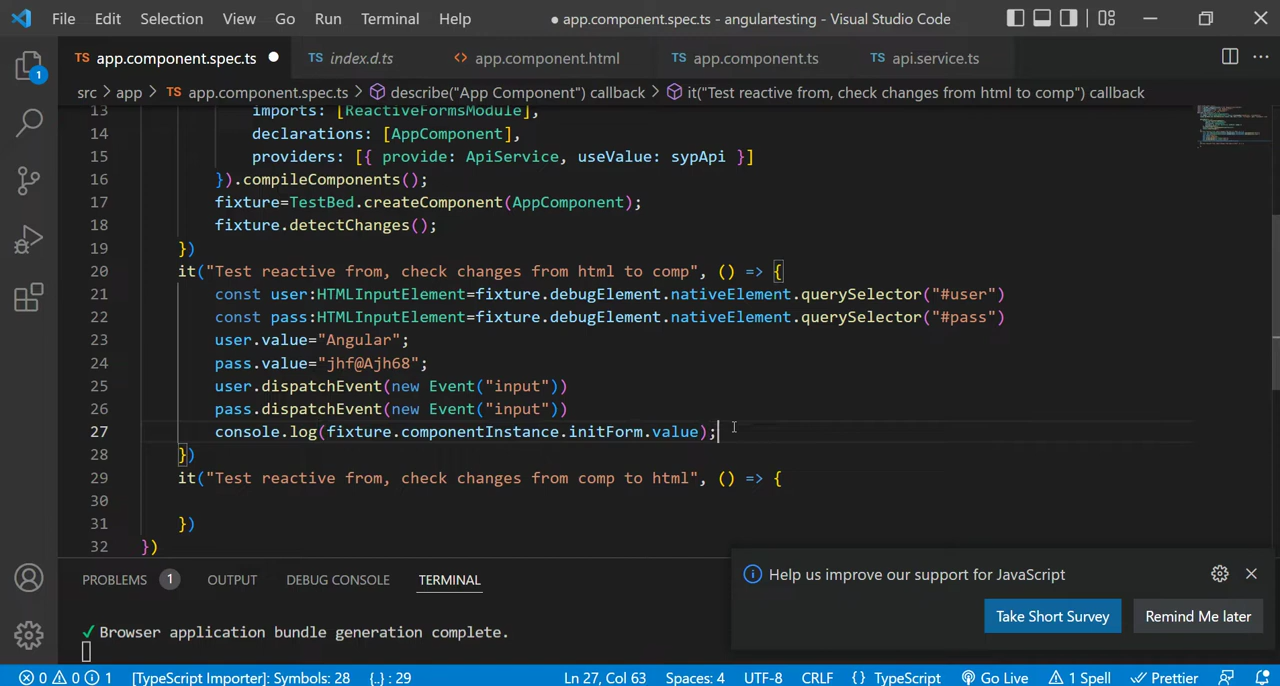 File Edit Selection View Go Run Terminal Help ● app.component.spec.ts - angulartesting - Visual Studio Code
TS app.component.spec.ts ● TS index.d.ts <> app.component.html TS app.component.ts TS api.service.ts ...
1
src > app > TS app.component.spec.ts > describe("App Component") callback > it("Test reactive from, check changes from html to comp") callback
13 imports: [ReactiveFormsModule],
14 declarations: [AppComponent],
15 providers: [{ provide: ApiService, useValue: sypApi }]
16 }).compileComponents();
17 fixture=TestBed.createComponent(AppComponent);
18 fixture.detectChanges();
19 })
20 it("Test reactive from, check changes from html to comp", () => {
21 const user:HTMLInputElement=fixture.debugElement.nativeElement.querySelector("#user")
22 const pass:HTMLInputElement=fixture.debugElement.nativeElement.querySelector("#pass")
23 user.value="Angular";
24 pass.value="jhf@Ajh68";
25 user.dispatchEvent(new Event("input"))
26 pass.dispatchEvent(new Event("input"))
27 console.log(fixture.componentInstance.initForm.value);
28 })
29 it("Test reactive from, check changes from comp to html", () => {
30
31 })
32 })
PROBLEMS 1 OUTPUT DEBUG CONSOLE TERMINAL
Help us improve our support for JavaScript
Take Short Survey Remind Me later
✓ Browser application bundle generation complete.
0 0 1 [TypeScript Importer]: Symbols: 28 {..} : 29 Ln 27, Col 63 Spaces: 4 UTF-8 CRLF {} TypeScript Go Live 1 Spell Prettier